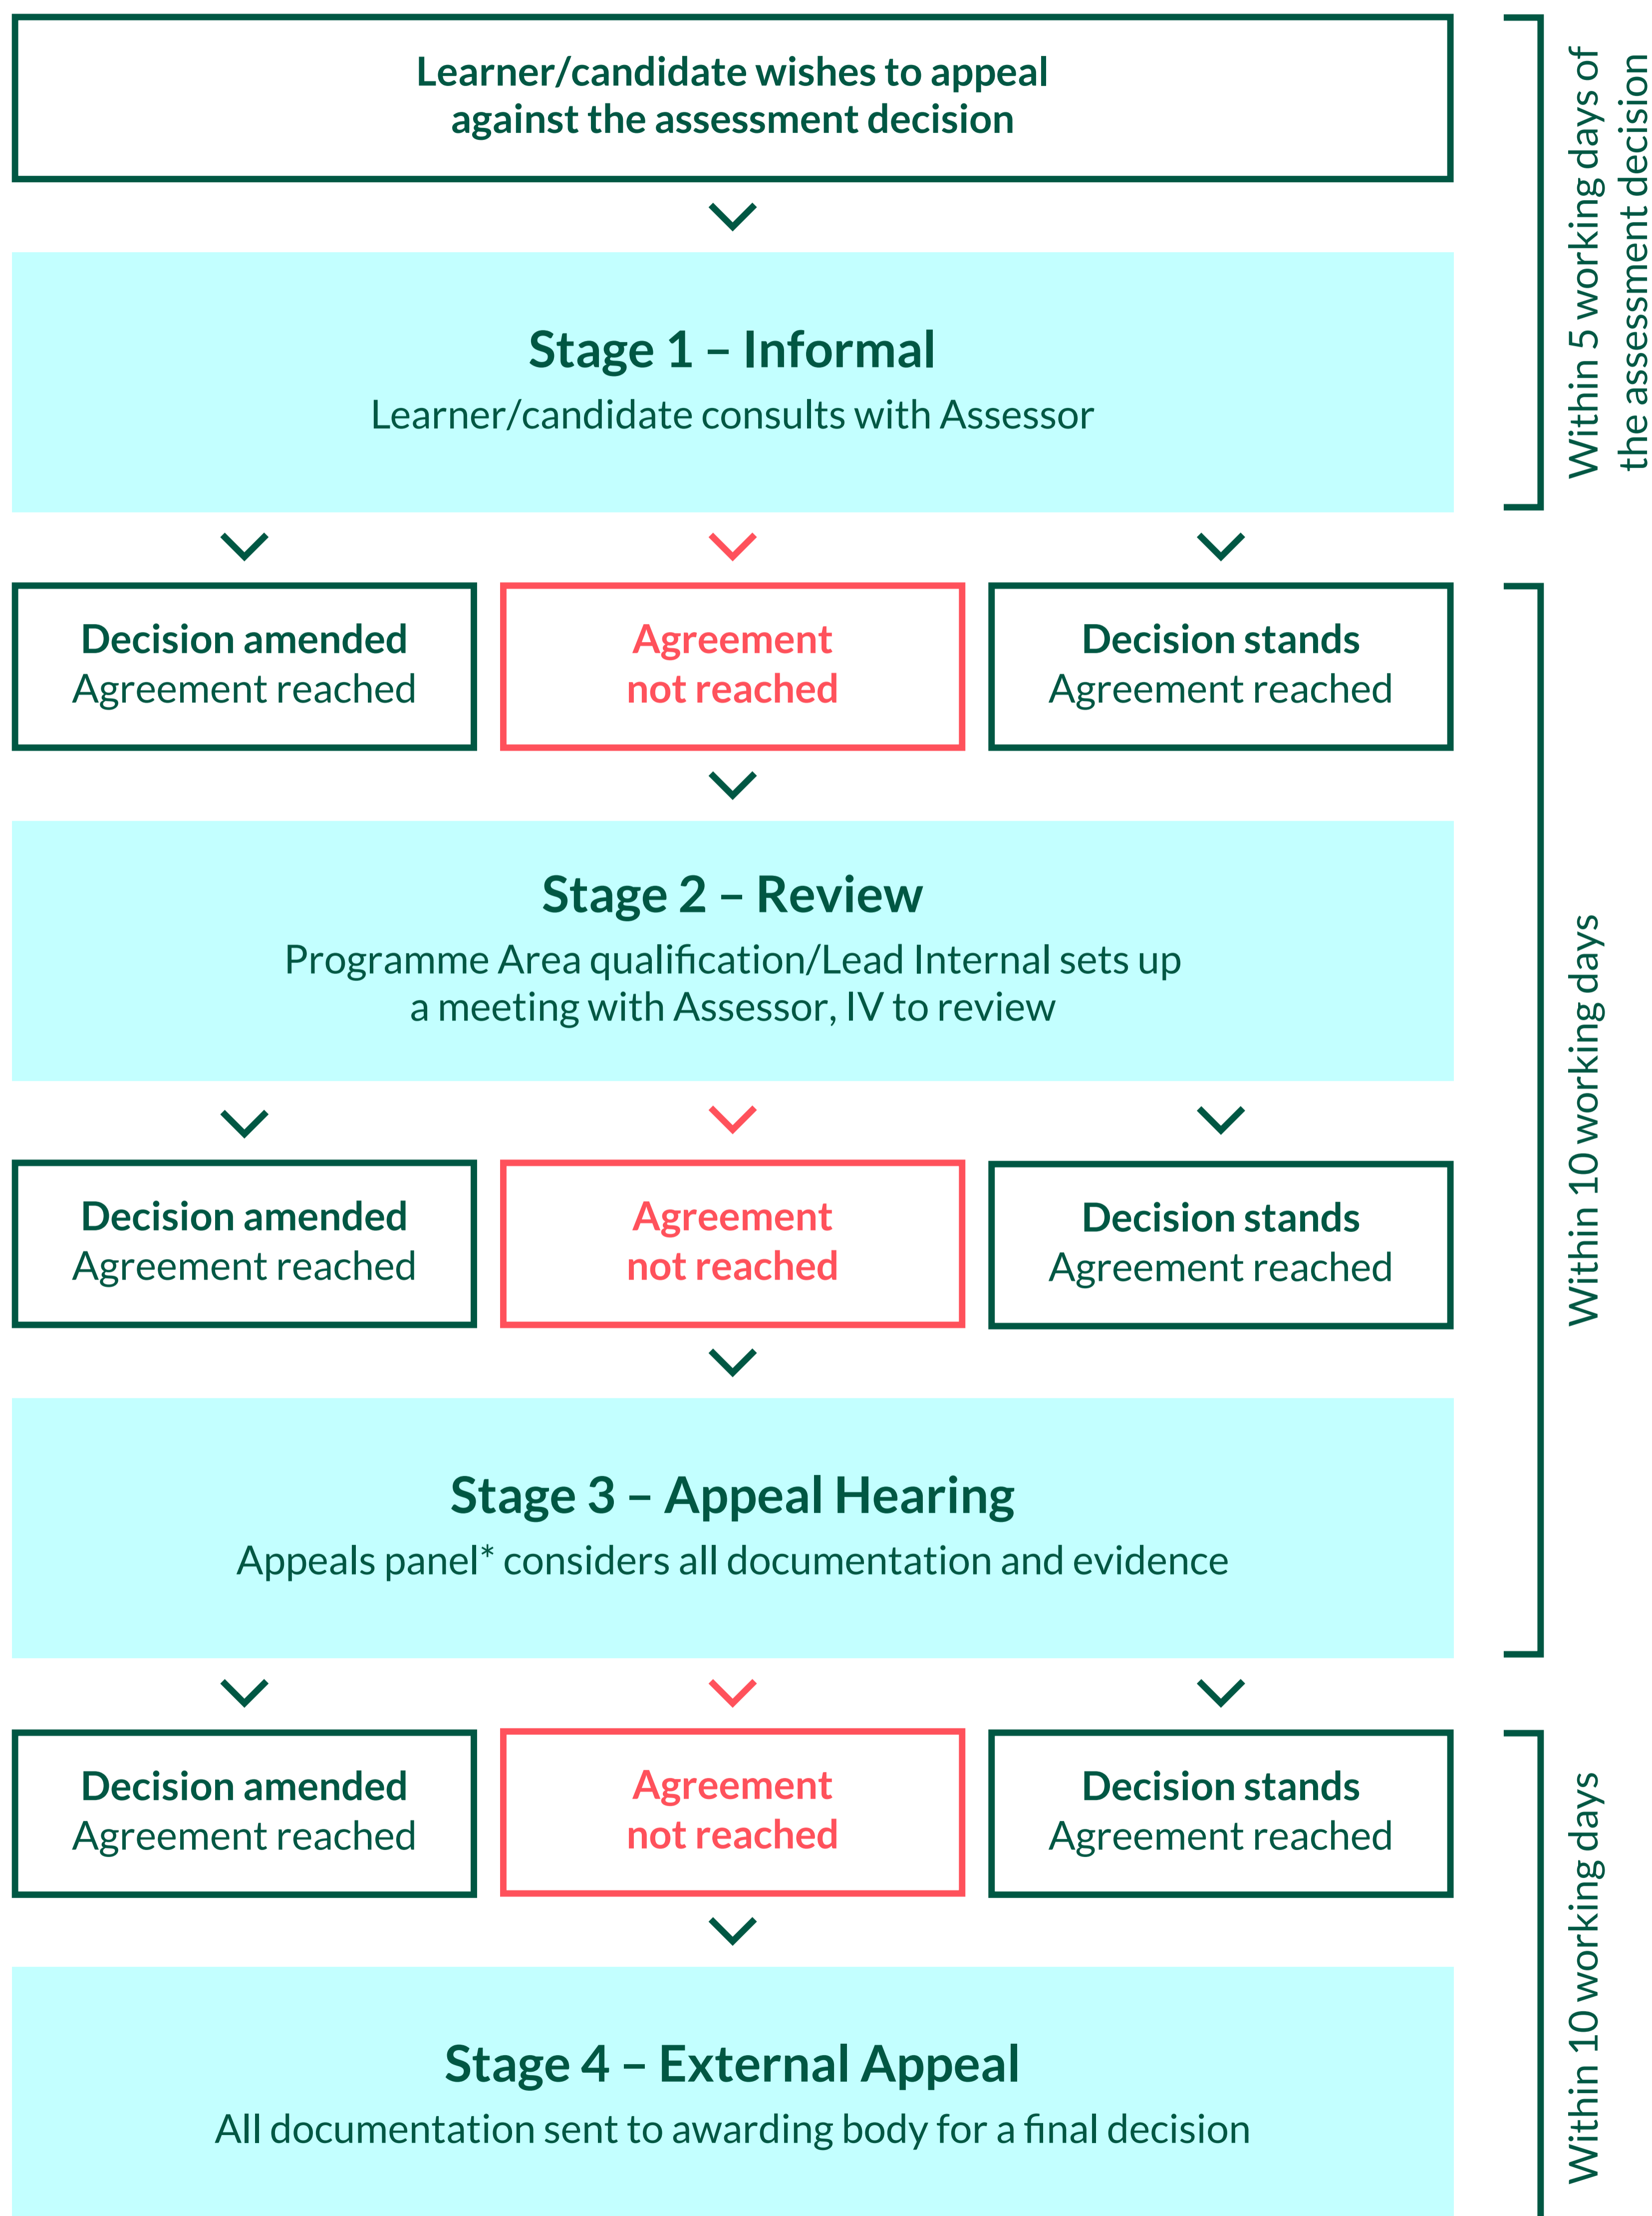 Learner/candidate wishes to appeal
against the assessment decision
Within 5 working days of
the assessment decision
Stage 1 – Informal
Learner/candidate consults with Assessor
Decision amended
Agreement reached
Agreement
not reached
Decision stands
Agreement reached
Within 10 working days
Stage 2 – Review
Programme Area qualification/Lead Internal sets up
a meeting with Assessor, IV to review
Decision amended
Agreement reached
Agreement
not reached
Decision stands
Agreement reached
Stage 3 – Appeal Hearing
Appeals panel* considers all documentation and evidence
Decision amended
Agreement reached
Agreement
not reached
Decision stands
Agreement reached
Within 10 working days
Stage 4 – External Appeal
All documentation sent to awarding body for a final decision